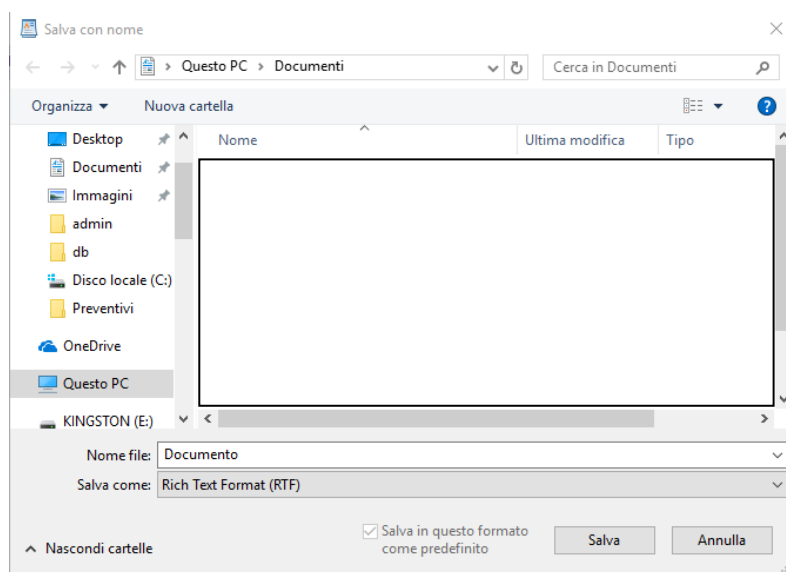 Salva con nome
Questo PC > Documenti
Cerca in Documenti
Organizza
Nuova cartella
Nome
Ultima modifica
Tipo
Desktop
Documenti
Immagini
admin
db
Disco locale (C:)
Preventivi
OneDrive
Questo PC
KINGSTON (E:)
Nome file: Documento
Salva come: Rich Text Format (RTF)
Salva in questo formato
come predefinito
Salva
Annulla
Nascondi cartelle